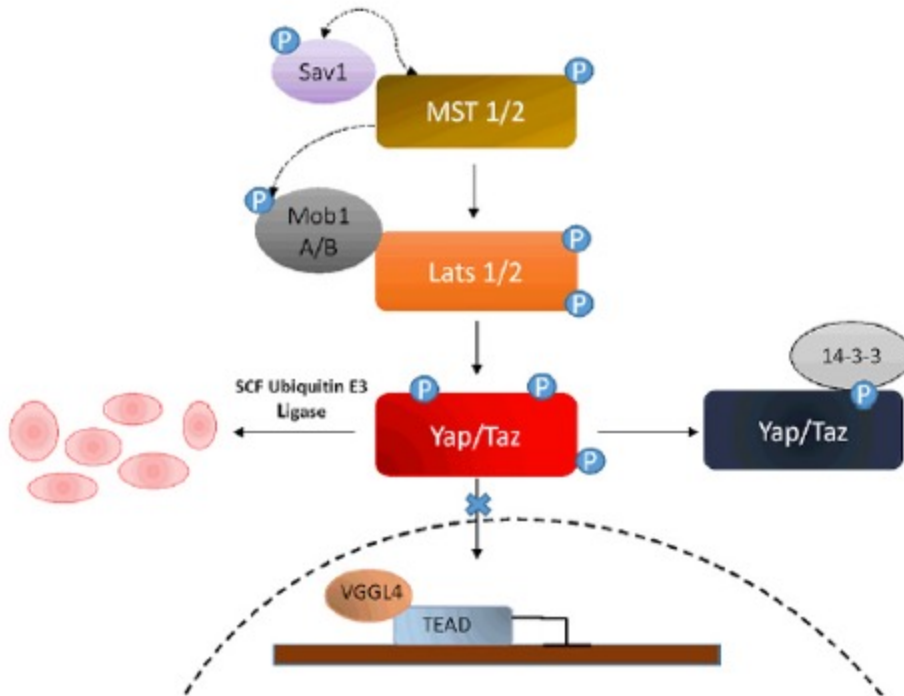 P
Sav1
P
MST 1/2
P
Mob1
A/B
P
Lats 1/2
P
14-3-3
P
SCF Ubiquitin E3
Ligase
P
P
Yap/Taz
P
Yap/Taz
VGGL4
TEAD